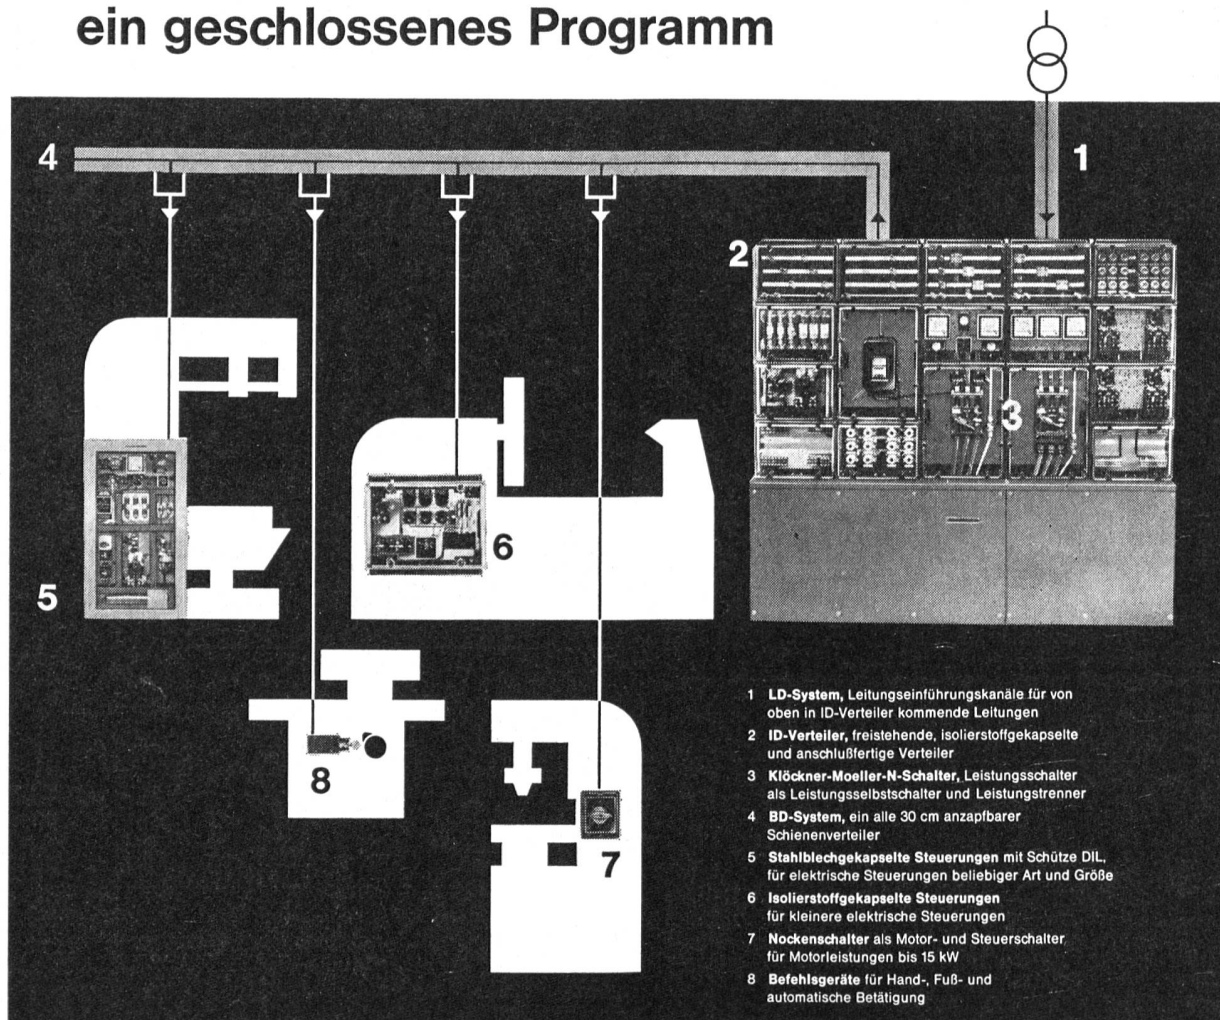 ein geschlossenes Programm
4
1
2
3
6
5
8
7
1 LD-System, Leitungseinführungskanäle für von
oben in ID-Verteiler kommende Leitungen
2 ID-Verteiler, freistehende, isolierstoffgekapselte
und anschlußfertige Verteiler
3 Klöckner-Moeller-N-Schalter, Leistungsschalter
als Leistungsselbstschalter und Leistungstrenner
4 BD-System, ein alle 30 cm anzapfbarer
Schienenverteiler
5 Stahlblechgekapselte Steuerungen mit Schütze DIL,
für elektrische Steuerungen beliebiger Art und Größe
6 Isolierstoffgekapselte Steuerungen
für kleinere elektrische Steuerungen
7 Nockenschalter als Motor- und Steuerschalter
für Motorleistungen bis 15 kW
8 Befehlsgeräte für Hand-, Fuß- und
automatische Betätigung